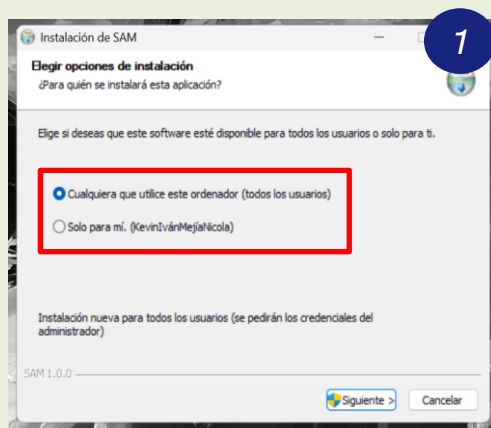 Instalación de SAM
1
Elegir opciones de instalación
¿Para quién se instalará esta aplicación?
Elige si deseas que este software esté disponible para todos los usuarios o solo para ti.
Cualquiera que utilice este ordenador (todos los usuarios)
Solo para mí. (KevinIvánMejíaNicola)
Instalación nueva para todos los usuarios (se pedirán los credenciales del
administrador)
SAM 1.0.0
Siguiente >
Cancelar